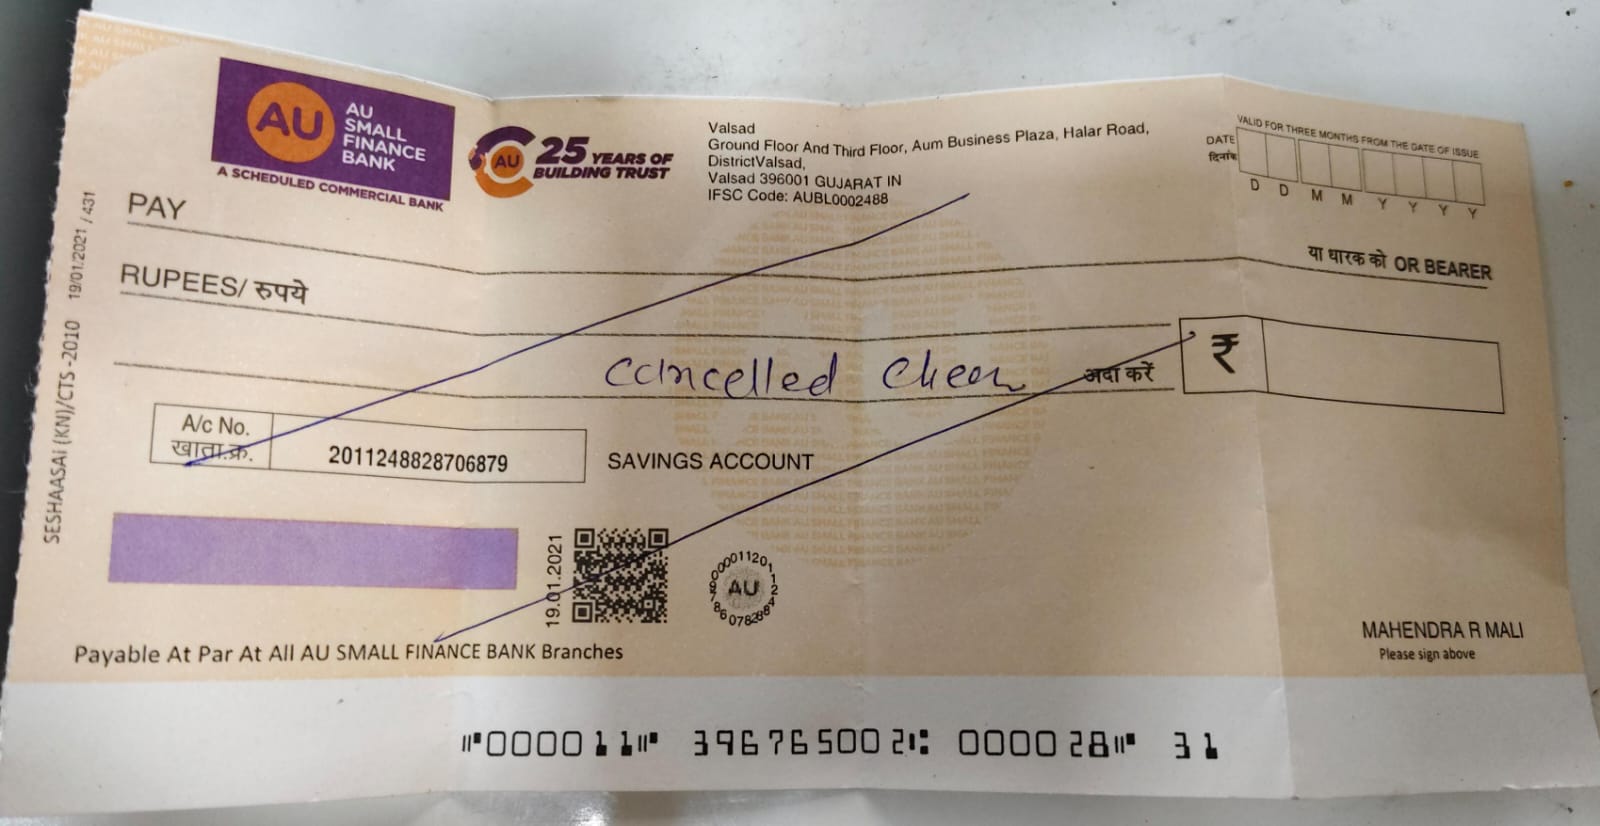 AU
AU
SMALL
FINANCE
BANK
A SCHEDULED COMMERCIAL BANK
AU 25 YEARS OF
BUILDING TRUST
Valsad
Ground Floor And Third Floor, Aum Business Plaza, Halar Road,
DistrictValsad,
Valsad 396001 GUJARAT IN
IFSC Code: AUBL0002488
VALID FOR THREE MONTHS FROM THE DATE OF ISSUE
DATE
दिनांक
D D M M Y Y Y Y
PAY
या धारक को OR BEARER
RUPEES/ रुपये
Cancelled
अदा करें
₹
A/c No.
खाता.क्र.
2011248828706879
SAVINGS ACCOUNT
SESHAASAI (KN)/CTS-2010 19/01/2021 / 431
19.01.2021
AU
Payable At Par At All AU SMALL FINANCE BANK Branches
MAHENDRA R MALI
Please sign above
⑈000011⑈ 396765002⑆ 000028⑈ 31